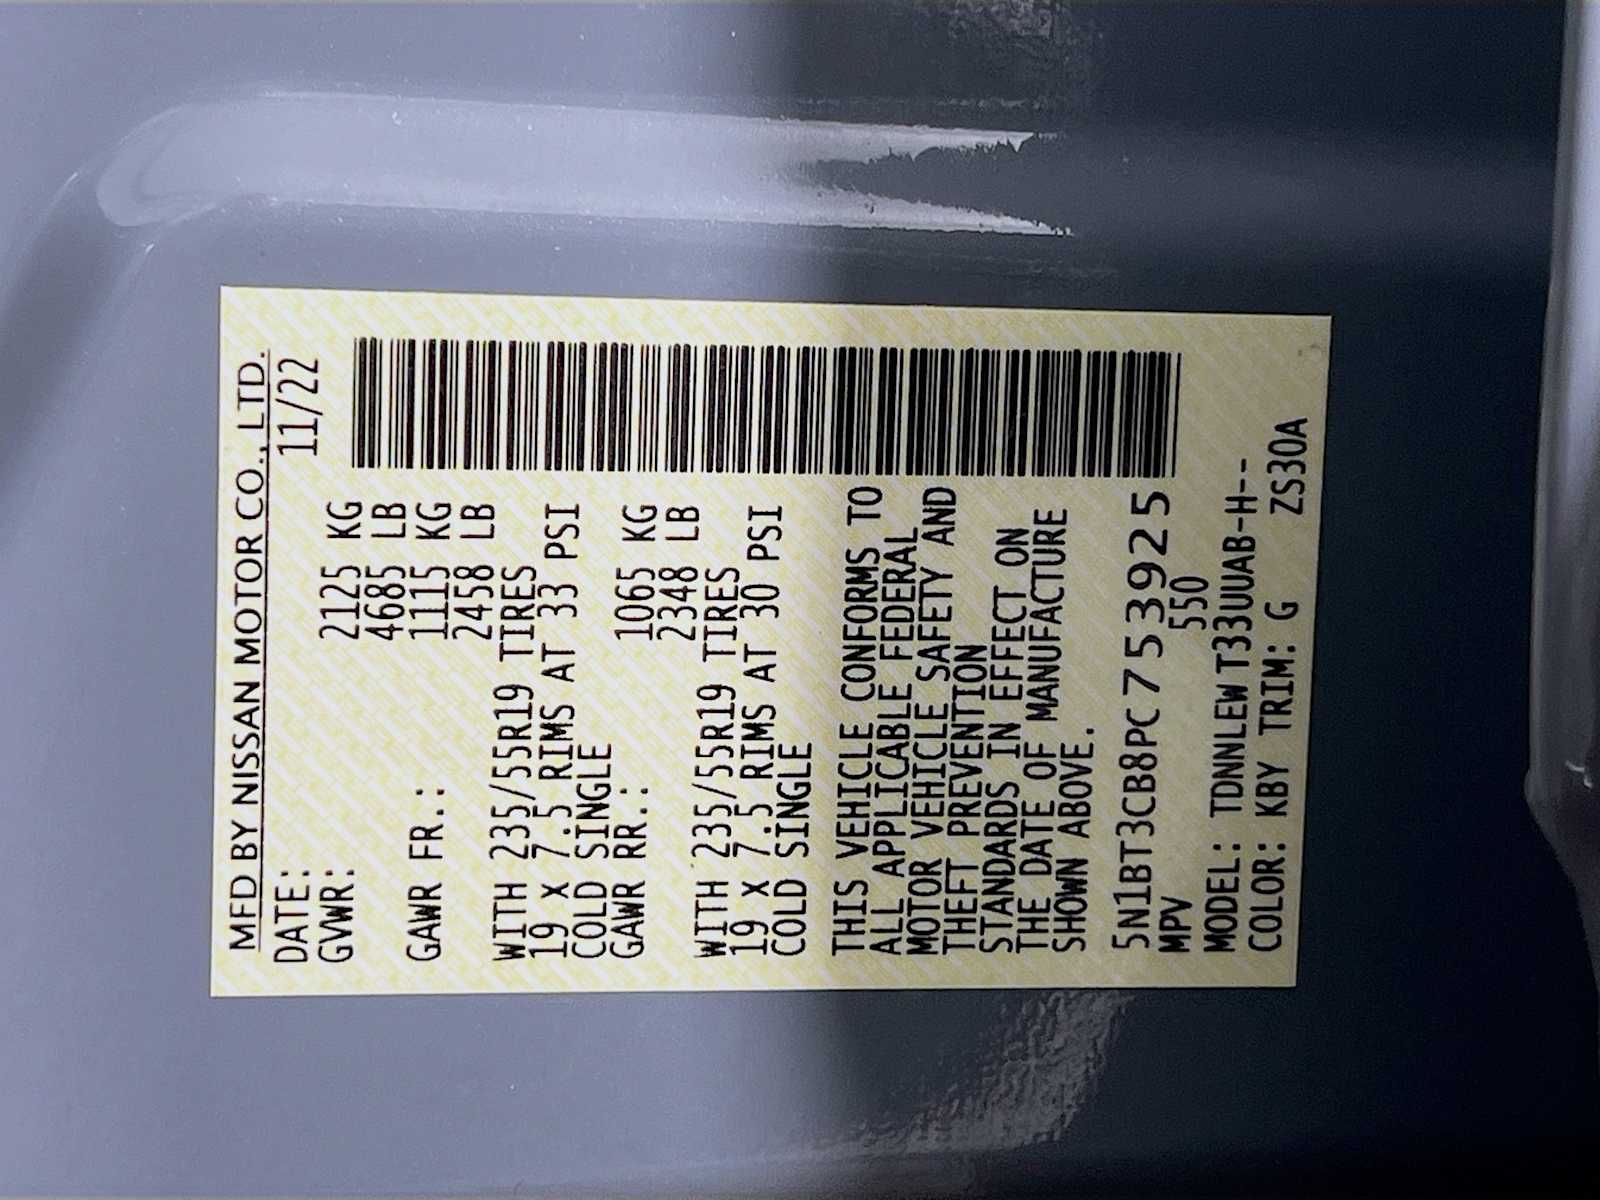 MFD BY NISSAN MOTOR CO., LTD.
DATE: 11/22
GVWR: 2125 KG
4685 LB
GAWR FR.: 1115 KG
2458 LB
WITH 235/55R19 TIRES
19 X 7.5 RIMS AT 33 PSI
COLD SINGLE
GAWR RR.: 1065 KG
2348 LB
WITH 235/55R19 TIRES
19 X 7.5 RIMS AT 30 PSI
COLD SINGLE
THIS VEHICLE CONFORMS TO
ALL APPLICABLE FEDERAL
MOTOR VEHICLE SAFETY AND
THEFT PREVENTION
STANDARDS IN EFFECT ON
THE DATE OF MANUFACTURE
SHOWN ABOVE.
5N1BT3CB8PC753925
MPV 550
MODEL: TDNNLEWT33UUAB-H--
COLOR: KBY TRIM: G ZS30A